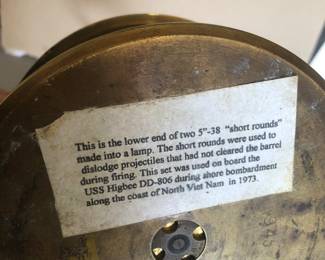 This is the lower end of two 5"-38 "short rounds"
made into a lamp. The short rounds were used to
dislodge projectiles that had not cleared the barrel
during firing. This set was used on board the
USS Higbee DD-806 during shore bombardment
along the coast of North Viet Nam in 1973.